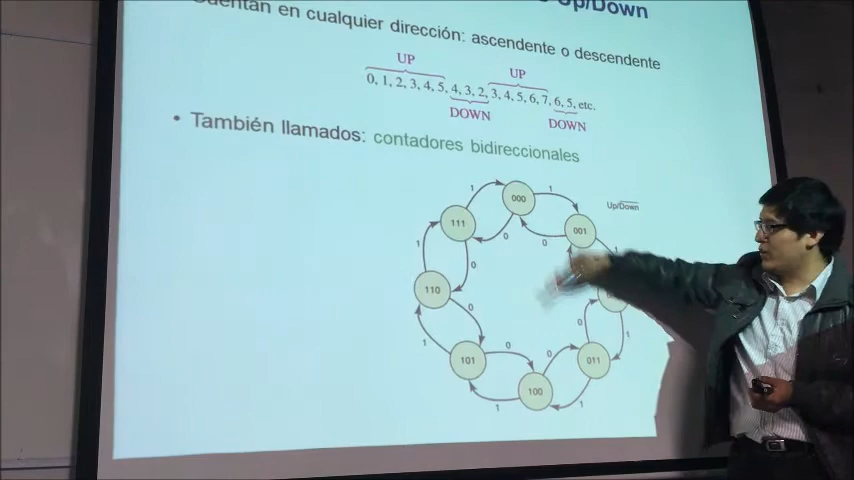 Up/Down
Cuentan en cualquier dirección: ascendente o descendente
UP
UP
0, 1, 2, 3, 4, 5, 4, 3, 2, 3, 4, 5, 6, 7, 6, 5, etc.
DOWN
DOWN
• También llamados: contadores bidireccionales
Up/Down
1
000
1
111
001
0
0
1
1
0
110
0
0
1
1
101
0
0
011
100
1
1